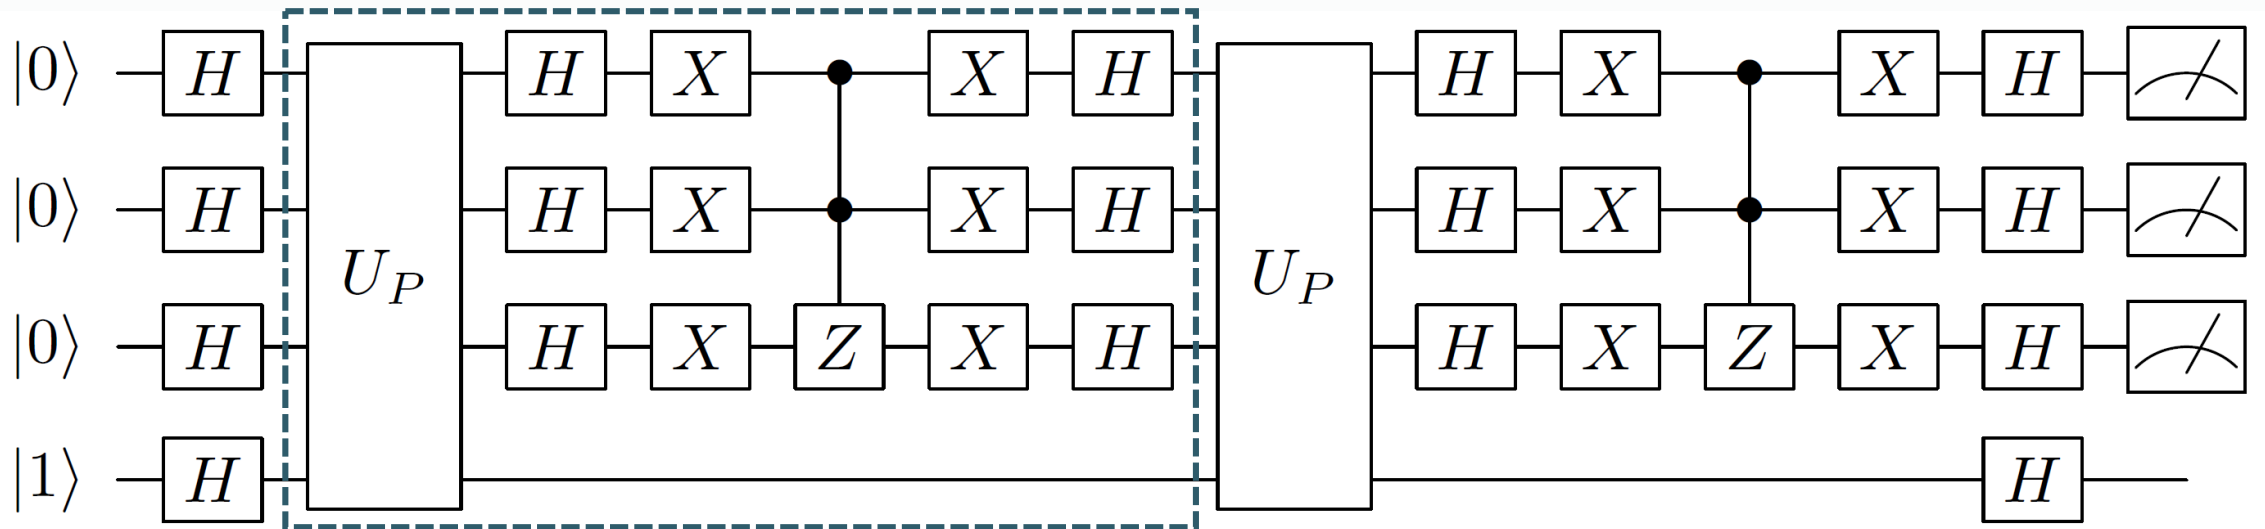 |0⟩ H H X X H H X X H
|0⟩ H H X X H H X X H
U_P U_P
|0⟩ H H X Z X H H X Z X H
|1⟩ H H